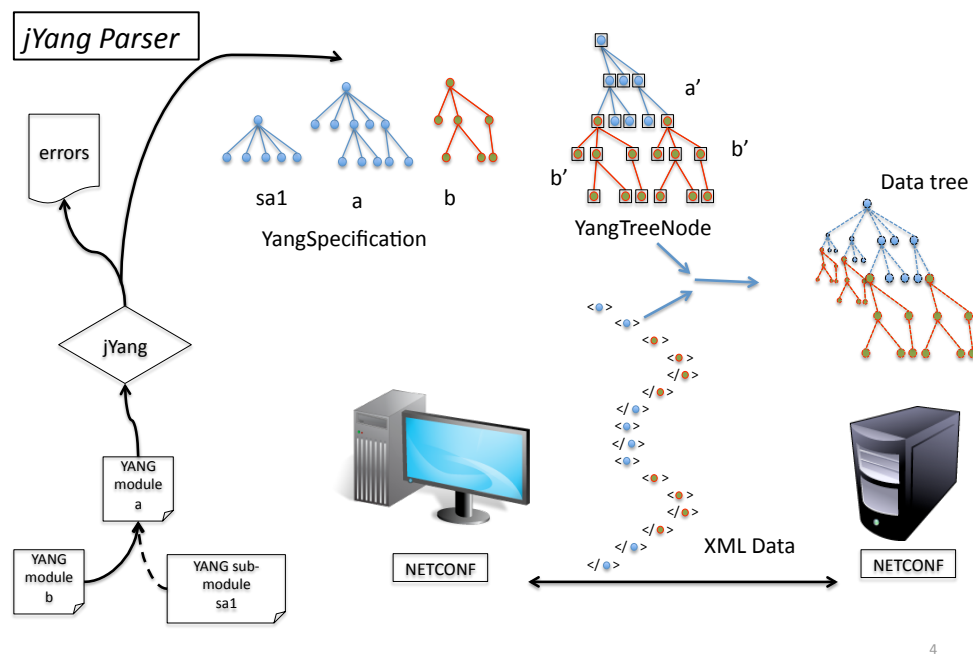 jYang Parser
errors
sa1
a
b
YangSpecification
a’
b’
b’
YangTreeNode
Data tree
jYang
YANG
module
a
YANG
module
b
YANG sub-
module
sa1
< >
< >
< >
< >
</ >
</ >
</ >
< >
</ >
< >
< >
< >
</ >
</ >
</ >
</ >
XML Data
NETCONF
NETCONF
4